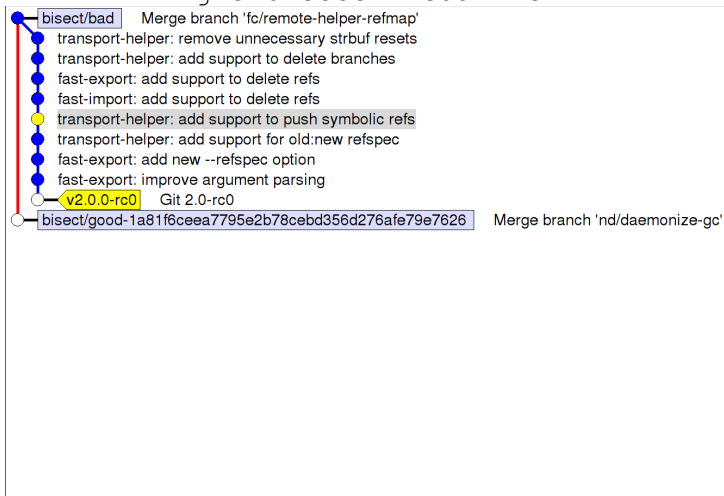 bisect/bad Merge branch 'fc/remote-helper-refmap'
transport-helper: remove unnecessary strbuf resets
transport-helper: add support to delete branches
fast-export: add support to delete refs
fast-import: add support to delete refs
transport-helper: add support to push symbolic refs
transport-helper: add support for old:new refspec
fast-export: add new --refspec option
fast-export: improve argument parsing
v2.0.0-rc0 Git 2.0-rc0
bisect/good-1a81f6ceea7795e2b78cebd356d276afe79e7626 Merge branch 'nd/daemonize-gc'